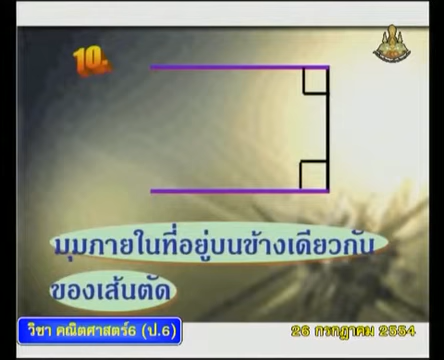 10.
มุมภายในที่อยู่บนข้างเดียวกัน
ของเส้นตัด
วิชา คณิตศาสตร์6 (ป.6)
26 กรกฎาคม 2554